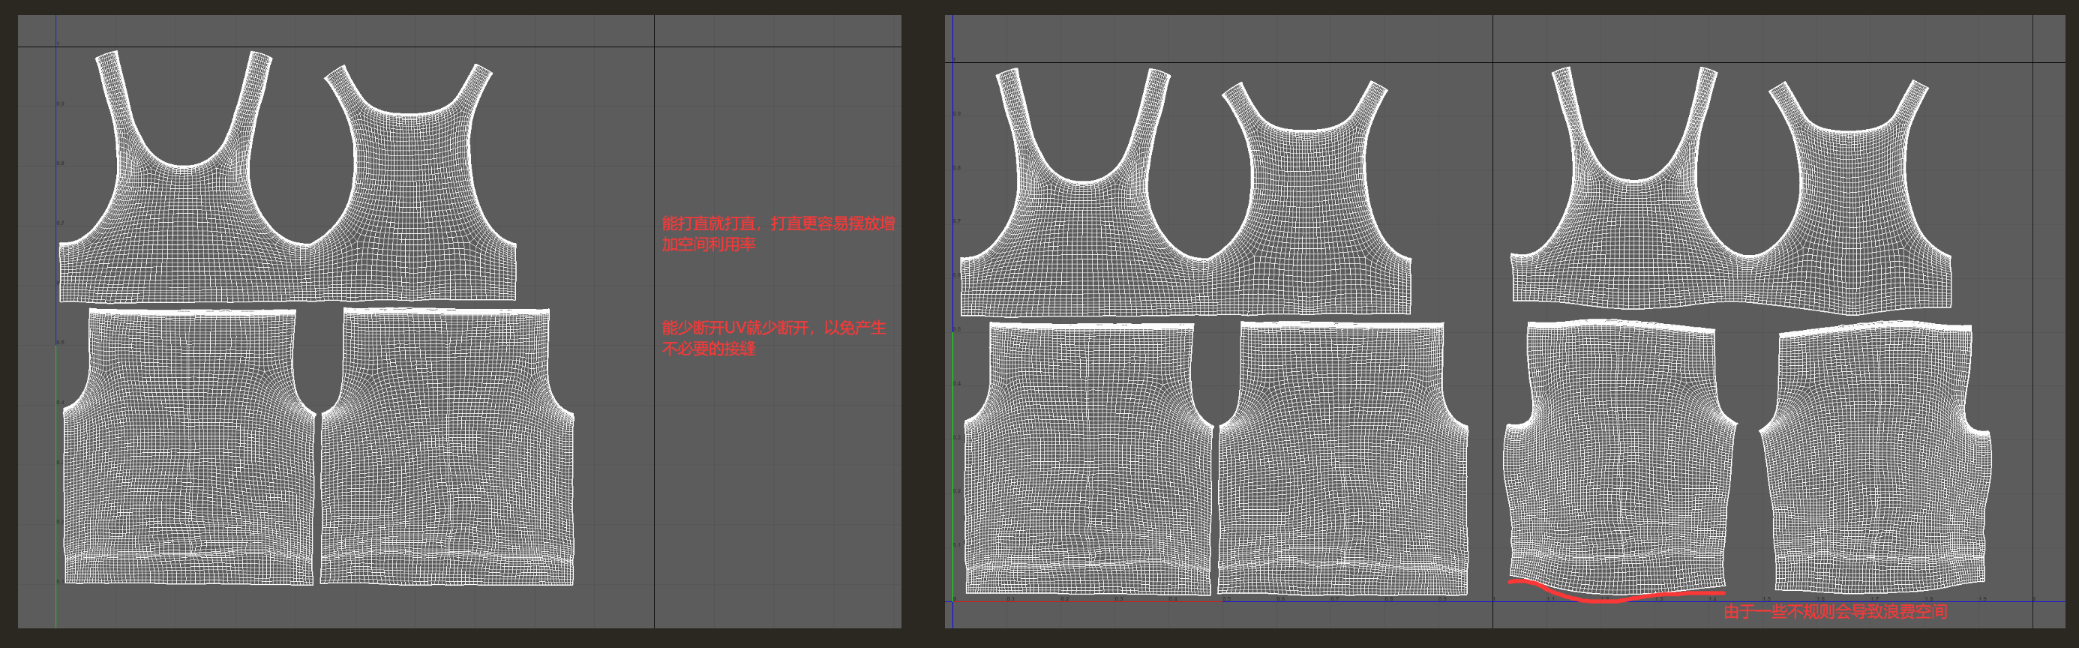 能打直就打直，打直更容易摆放增
加空间利用率
能少断开UV就少断开，以免产生
不必要的接缝
由于一些不规则会导致浪费空间